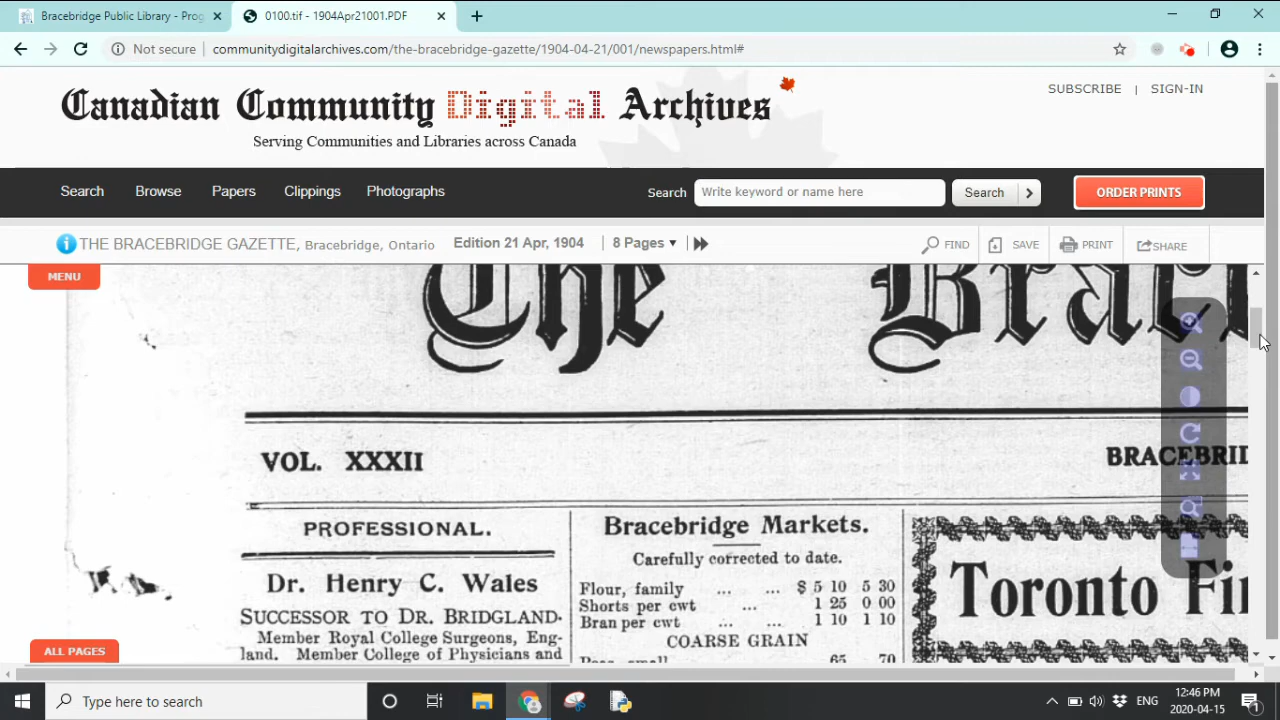 Bracebridge Public Library - Prog
0100.tif - 1904Apr21001.PDF
Not secure | communitydigitalarchives.com/the-bracebridge-gazette/1904-04-21/001/newspapers.html#
Canadian Community Digital Archives
Serving Communities and Libraries across Canada
SUBSCRIBE | SIGN-IN
Search Browse Papers Clippings Photographs
Search Write keyword or name here Search ORDER PRINTS
THE BRACEBRIDGE GAZETTE, Bracebridge, Ontario Edition 21 Apr, 1904 8 Pages
FIND SAVE PRINT SHARE
MENU
The Brac
VOL. XXXII
BRACEBRID
PROFESSIONAL.
Dr. Henry C. Wales
SUCCESSOR TO DR. BRIDGLAND.
Member Royal College Surgeons, Eng-
land. Member College of Physicians and
Bracebridge Markets.
Carefully corrected to date.
Flour, family ... ... $ 5 10 5 30
Shorts per cwt ... 1 25 0 00
Bran per cwt ... ... 1 10 1 10
COARSE GRAIN
Toronto Fi
ALL PAGES
Type here to search
ENG
12:46 PM
2020-04-15
1